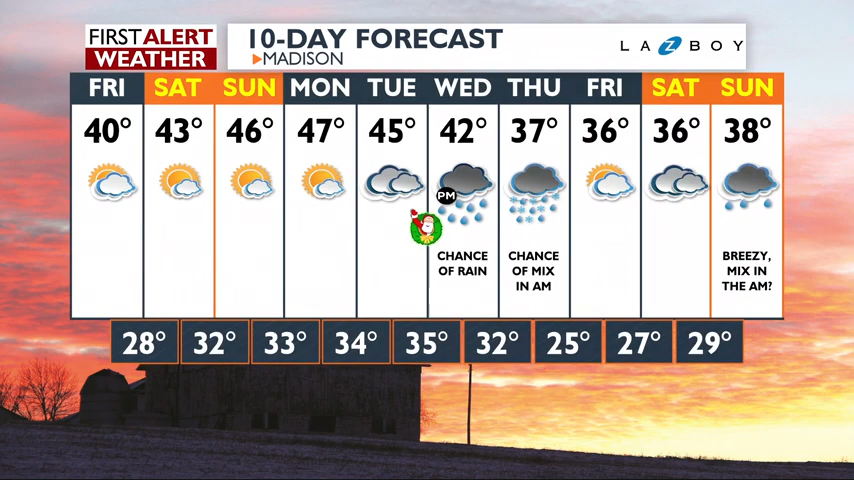 FIRST ALERT
WEATHER
10-DAY FORECAST
MADISON
LA Z BOY
FRI SAT SUN MON TUE WED THU FRI SAT SUN
40° 43° 46° 47° 45° 42° 37° 36° 36° 38°
PM
CHANCE
OF RAIN
CHANCE
OF MIX
IN AM
BREEZY,
MIX IN
THE AM?
28° 32° 33° 34° 35° 32° 25° 27° 29°